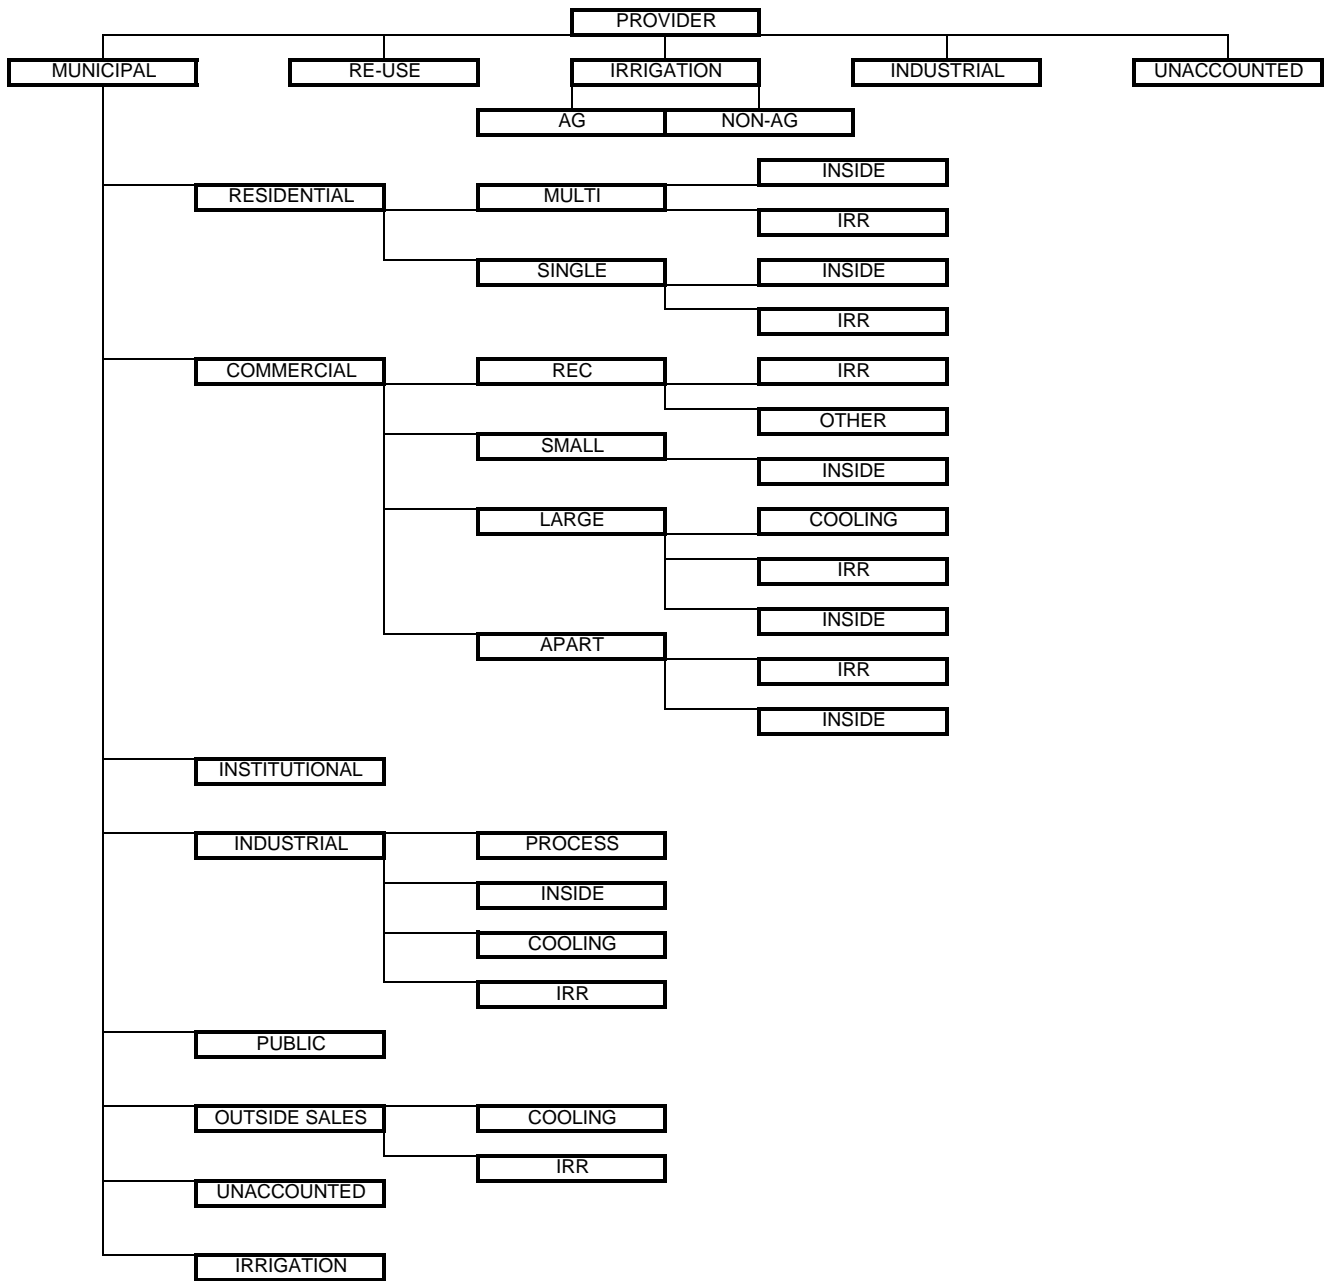 PROVIDER
MUNICIPAL
RE-USE
IRRIGATION
INDUSTRIAL
UNACCOUNTED
AG
NON-AG
INSIDE
RESIDENTIAL
MULTI
IRR
SINGLE
INSIDE
IRR
COMMERCIAL
REC
IRR
OTHER
SMALL
INSIDE
LARGE
COOLING
IRR
INSIDE
APART
IRR
INSIDE
INSTITUTIONAL
INDUSTRIAL
PROCESS
INSIDE
COOLING
IRR
PUBLIC
OUTSIDE SALES
COOLING
IRR
UNACCOUNTED
IRRIGATION